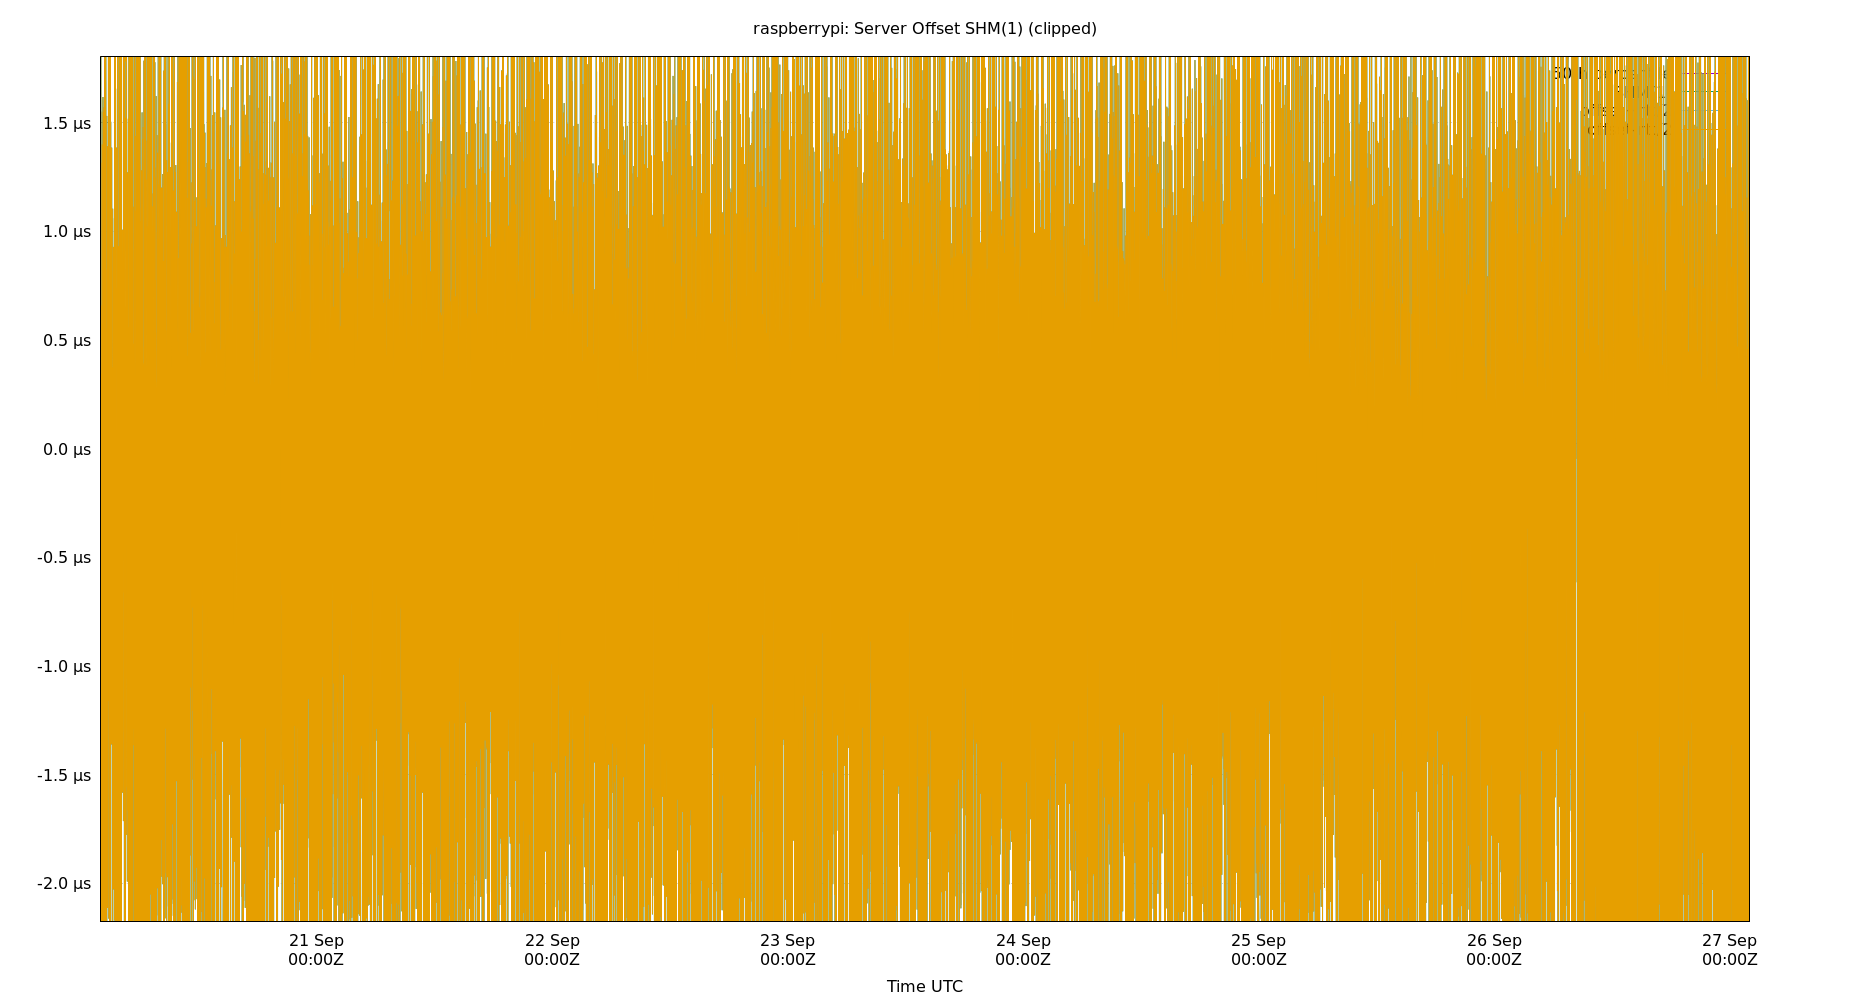 raspberrypi: Server Offset SHM(1) (clipped)
1.5 µs
1.0 µs
0.5 µs
0.0 µs
-0.5 µs
-1.0 µs
-1.5 µs
-2.0 µs
21 Sep 22 Sep 23 Sep 24 Sep 25 Sep 26 Sep 27 Sep
00:00Z 00:00Z 00:00Z 00:00Z 00:00Z 00:00Z 00:00Z
Time UTC